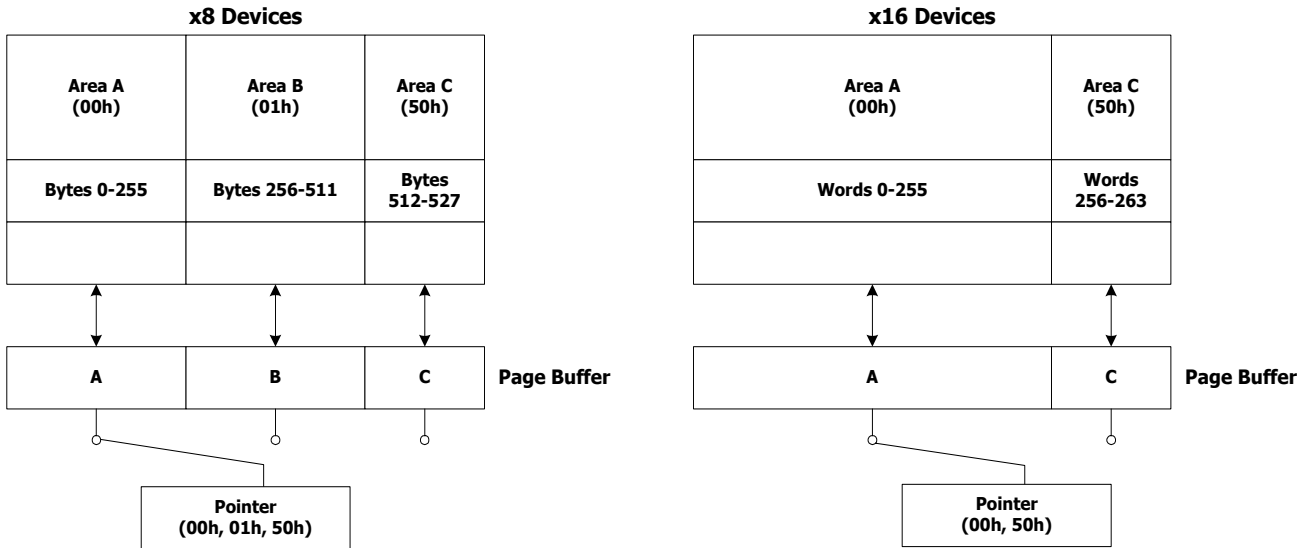 x8 Devices
Area A
(00h)
Area B
(01h)
Area C
(50h)
Bytes 0-255
Bytes 256-511
Bytes
512-527
A
B
C
Page Buffer
Pointer
(00h, 01h, 50h)
x16 Devices
Area A
(00h)
Area C
(50h)
Words 0-255
Words
256-263
A
C
Page Buffer
Pointer
(00h, 50h)